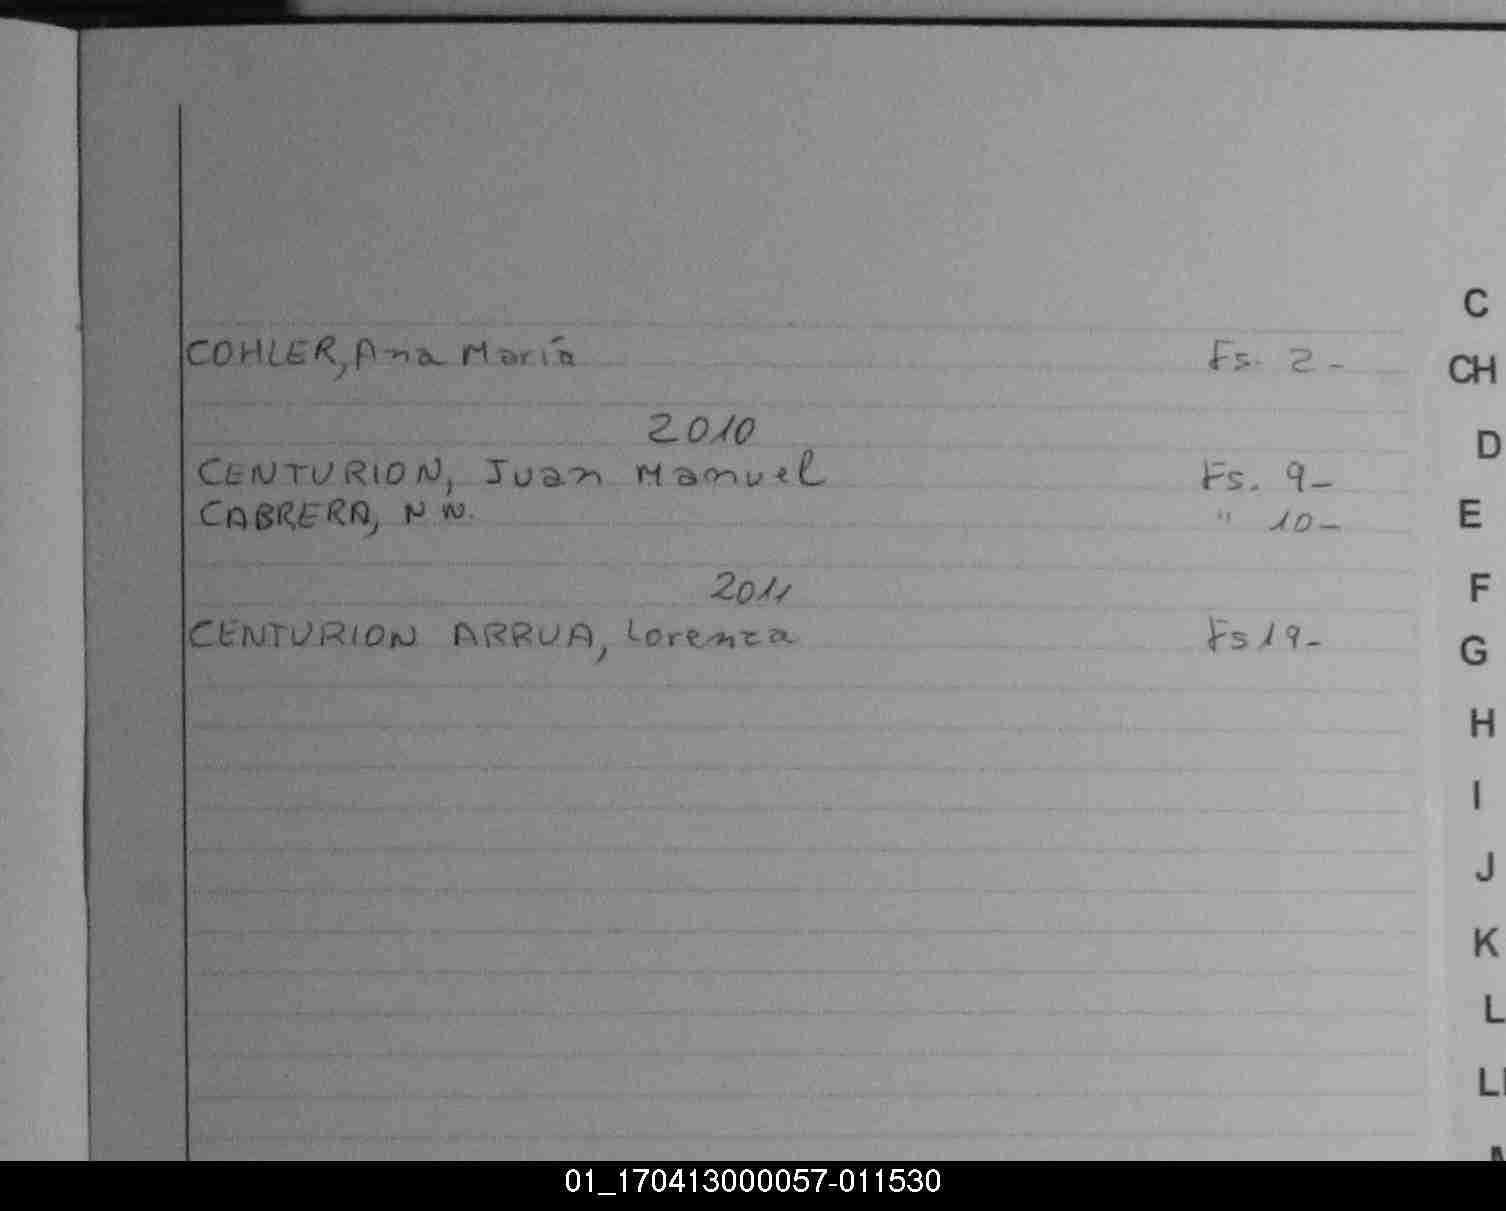 C
COHLER, Ana María Fs. 2-
CH
2010
D
CENTURION, Juan Manuel Fs. 9-
CABRERA, N N. " 10-
E
2011
F
CENTURION ARRUA, Lorenza Fs 19-
G
H
I
J
K
L
01_170413000057-011530